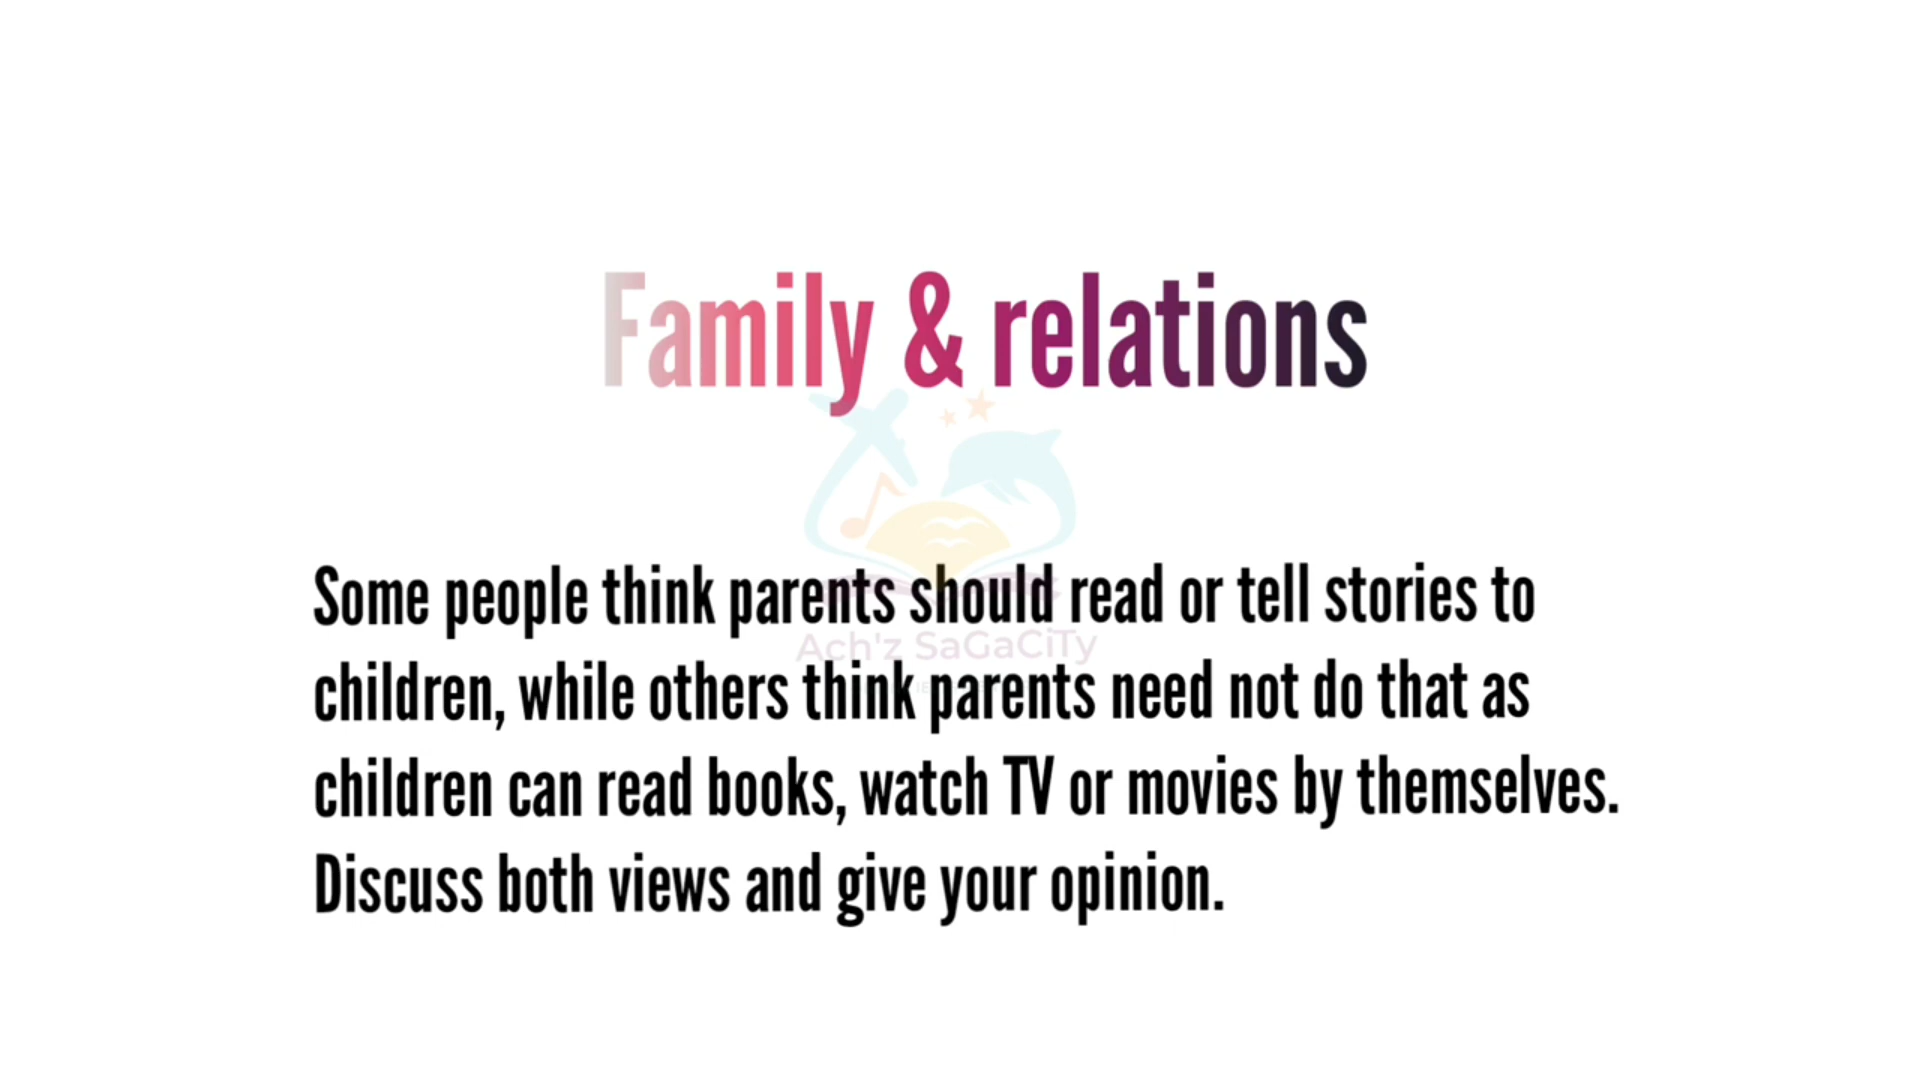 Family & relations
Ach'z SaGaCiTy
Some people think parents should read or tell stories to
children, while others think parents need not do that as
children can read books, watch TV or movies by themselves.
Discuss both views and give your opinion.